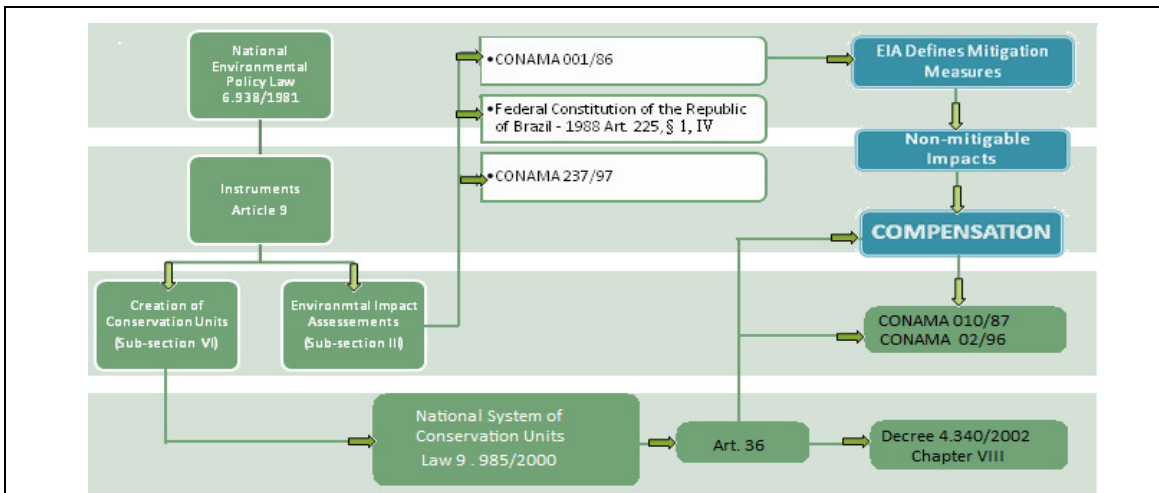 National
Environmental
Policy Law
6.938/1981
•CONAMA 001/86
EIA Defines Mitigation
Measures
•Federal Constitution of the Republic
of Brazil - 1988 Art. 225, § 1, IV
Non-mitigable
Impacts
Instruments
Article 9
•CONAMA 237/97
COMPENSATION
Creation of
Conservation Units
(Sub-section VI)
Environmtal Impact
Assessements
(Sub-section III)
CONAMA 010/87
CONAMA 02/96
National System of
Conservation Units
Law 9 . 985/2000
Art. 36
Decree 4.340/2002
Chapter VIII